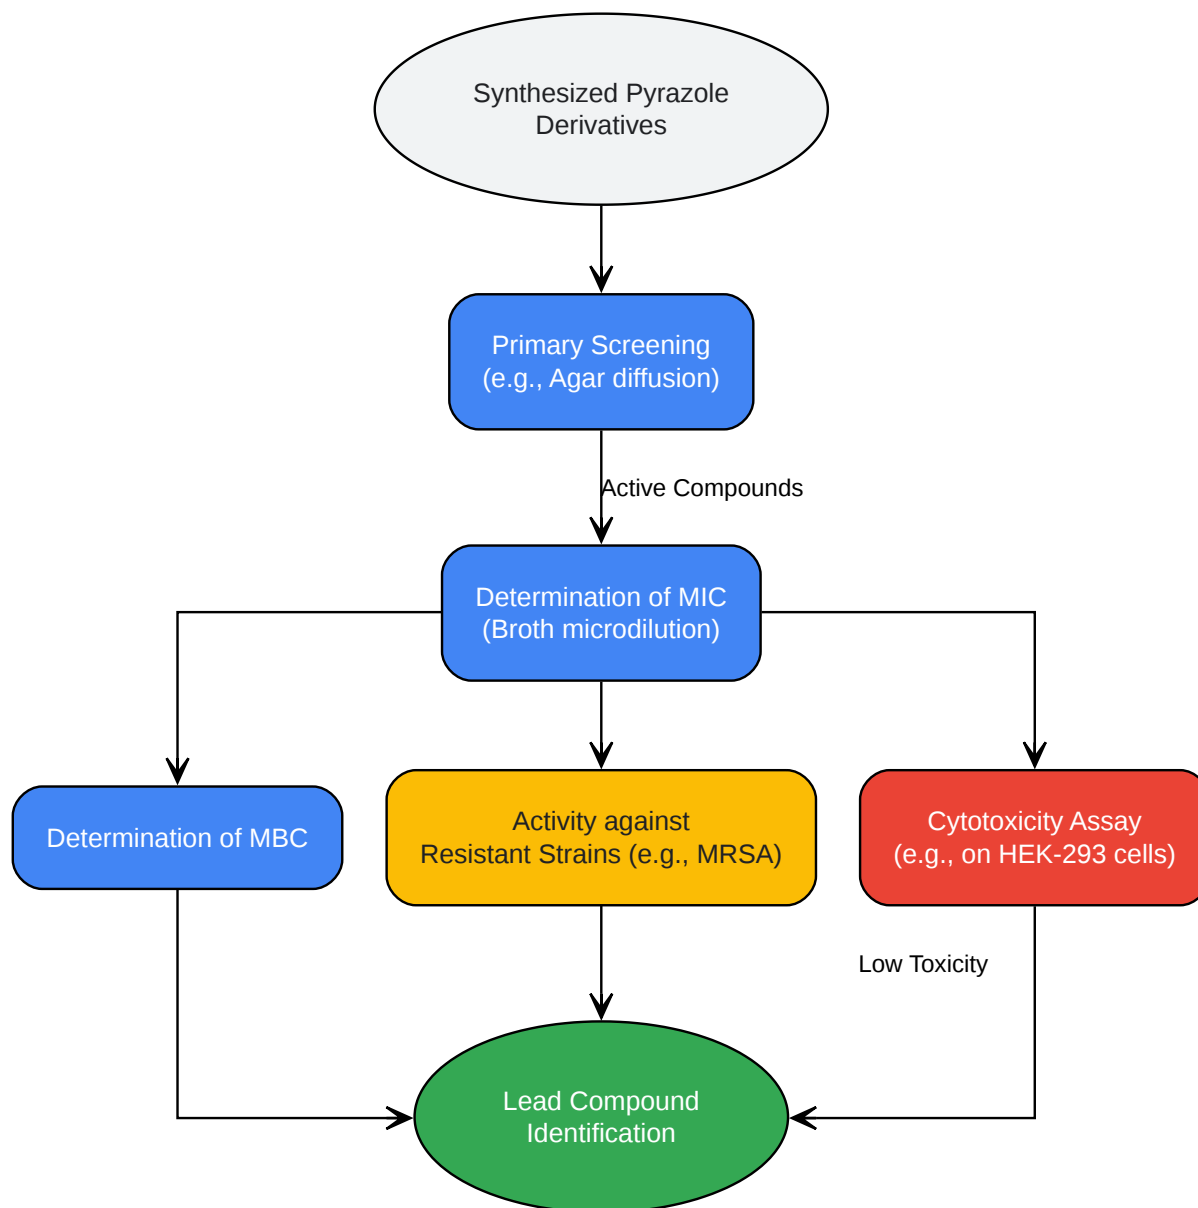 Synthesized Pyrazole
Derivatives
Primary Screening
(e.g., Agar diffusion)
Active Compounds
Determination of MIC
(Broth microdilution)
Determination of MBC
Activity against
Resistant Strains (e.g., MRSA)
Cytotoxicity Assay
(e.g., on HEK-293 cells)
Low Toxicity
Lead Compound
Identification